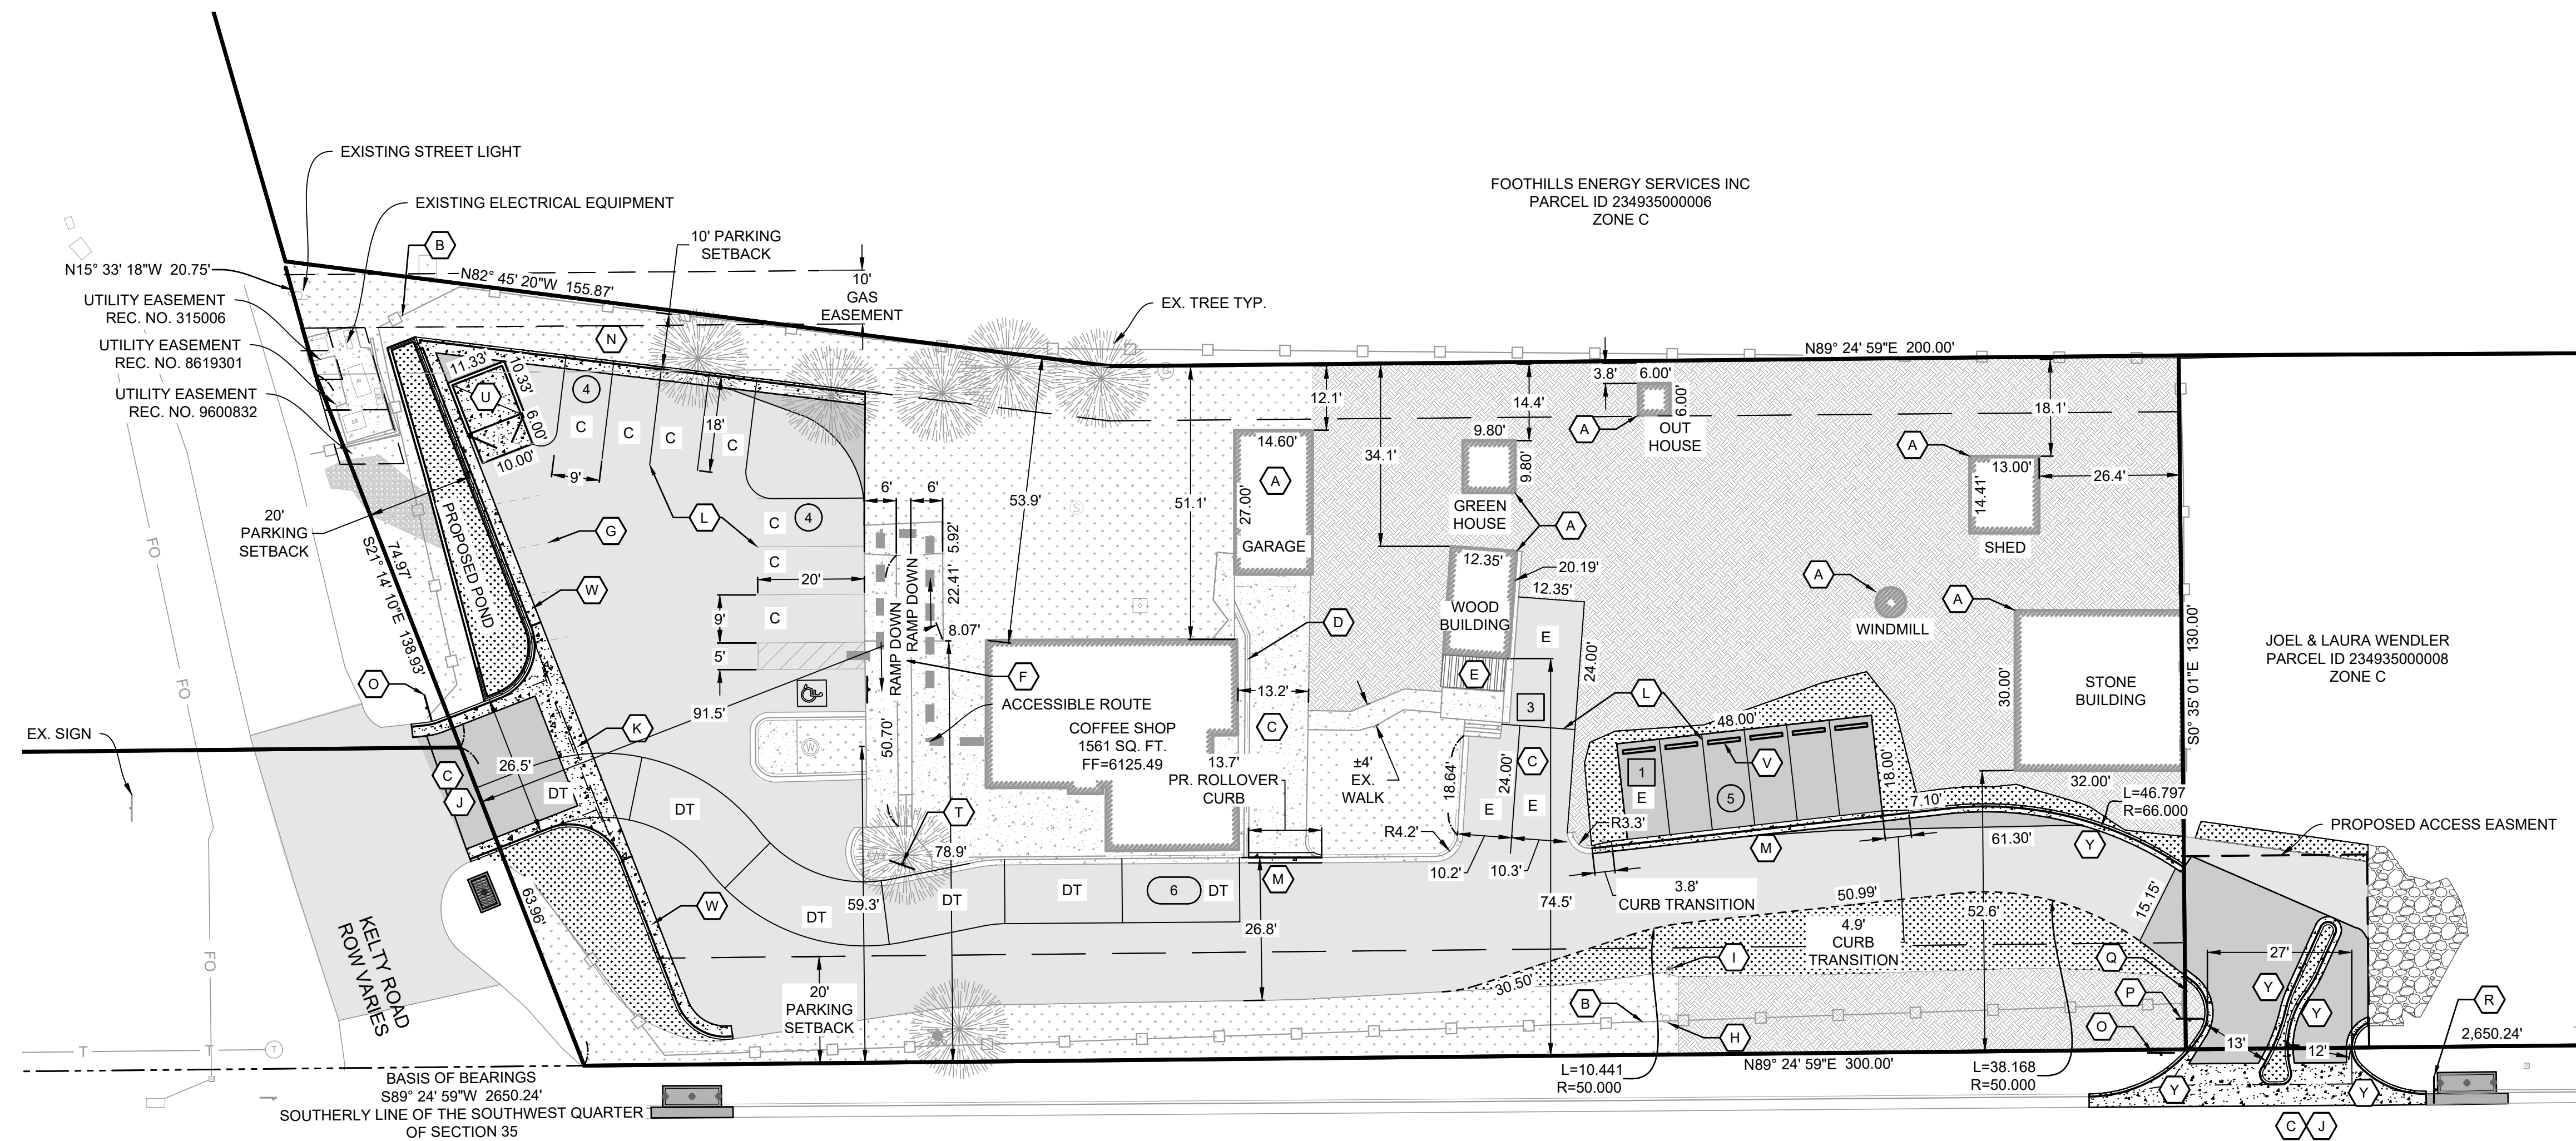 EXISTING STREET LIGHT
EXISTING ELECTRICAL EQUIPMENT
B
10' PARKING
SETBACK
FOOTHILLS ENERGY SERVICES INC
PARCEL ID 234935000006
ZONE C
N15° 33' 18"W 20.75'
N82° 45' 20"W 155.87'
10'
GAS
EASEMENT
UTILITY EASEMENT
REC. NO. 315006
UTILITY EASEMENT
REC. NO. 8619301
UTILITY EASEMENT
REC. NO. 9600832
EX. TREE TYP.
N
N89° 24' 59"E 200.00'
11.33'
10.33'
U
6.00'
10.00'
4
C
C
C
C
18'
9'
3.8'
6.00'
6.00'
12.1'
14.4'
18.1'
34.1'
A
OUT
HOUSE
14.60'
A
27.00'
GARAGE
9.80'
9.80'
GREEN
HOUSE
A
A
13.00'
14.41'
26.4'
SHED
20'
PARKING
SETBACK
PROPOSED POND
G
L
C
4
C
20'
C
9'
5'
6'
6'
5.92'
22.41'
RAMP DOWN
RAMP DOWN
8.07'
53.9'
51.1'
S
G
D
F
12.35'
20.19'
WOOD
BUILDING
12.35'
E
A
WINDMILL
A
STONE
BUILDING
30.00'
32.00'
S0° 35' 01"E 130.00'
JOEL & LAURA WENDLER
PARCEL ID 234935000008
ZONE C
74.97'
S21° 14' 10"E 138.93'
W
O
K
91.5'
50.70'
W
ACCESSIBLE ROUTE
COFFEE SHOP
1561 SQ. FT.
FF=6125.49
13.2'
C
13.7'
PR. ROLLOVER
CURB
±4'
EX.
WALK
E
24.00'
3
L
24.00'
C
18.64'
E
E
48.00'
V
1
E
5
18.00'
7.10'
L=46.797
R=66.000
EX. SIGN
26.5'
C
J
DT
DT
DT
DT
DT
6
DT
T
78.9'
59.3'
M
26.8'
R4.2'
R3.3'
10.2'
10.3'
74.5'
M
61.30'
Y
PROPOSED ACCESS EASMENT
3.8'
CURB TRANSITION
50.99'
4.9'
CURB
TRANSITION
52.6'
15.15'
W
63.96'
KELTY ROAD
ROW VARIES
FO
FO
FO
T
T
T
20'
PARKING
SETBACK
30.50'
I
B
H
Q
P
O
27'
Y
Y
R
2,650.24'
13'
12'
L=10.441
R=50.000
N89° 24' 59"E 300.00'
L=38.168
R=50.000
Y
Y
C
J
BASIS OF BEARINGS
S89° 24' 59"W 2650.24'
SOUTHERLY LINE OF THE SOUTHWEST QUARTER
OF SECTION 35